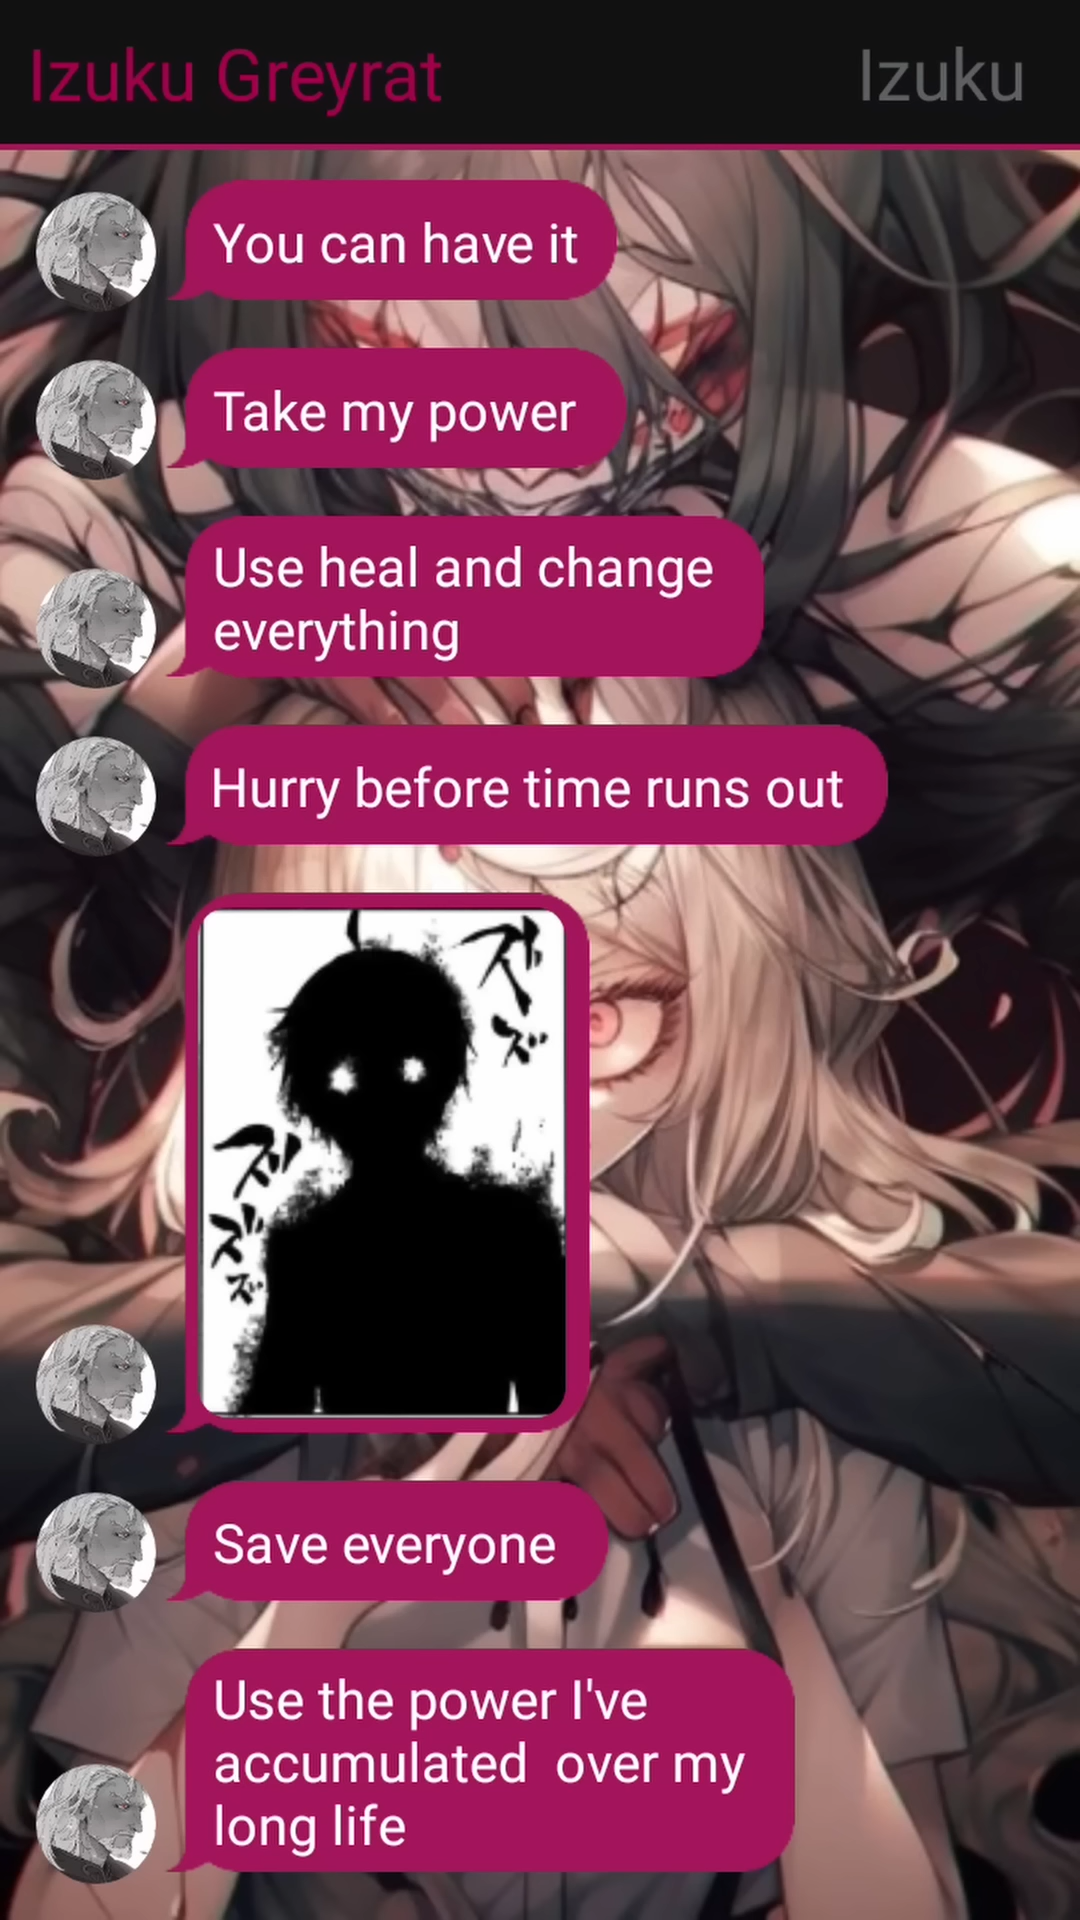 Izuku Greyrat
Izuku
You can have it
Take my power
Use heal and change
everything
Hurry before time runs out
ズ
ズ
ズ
ズ
ズ
Save everyone
Use the power I've
accumulated  over my
long life